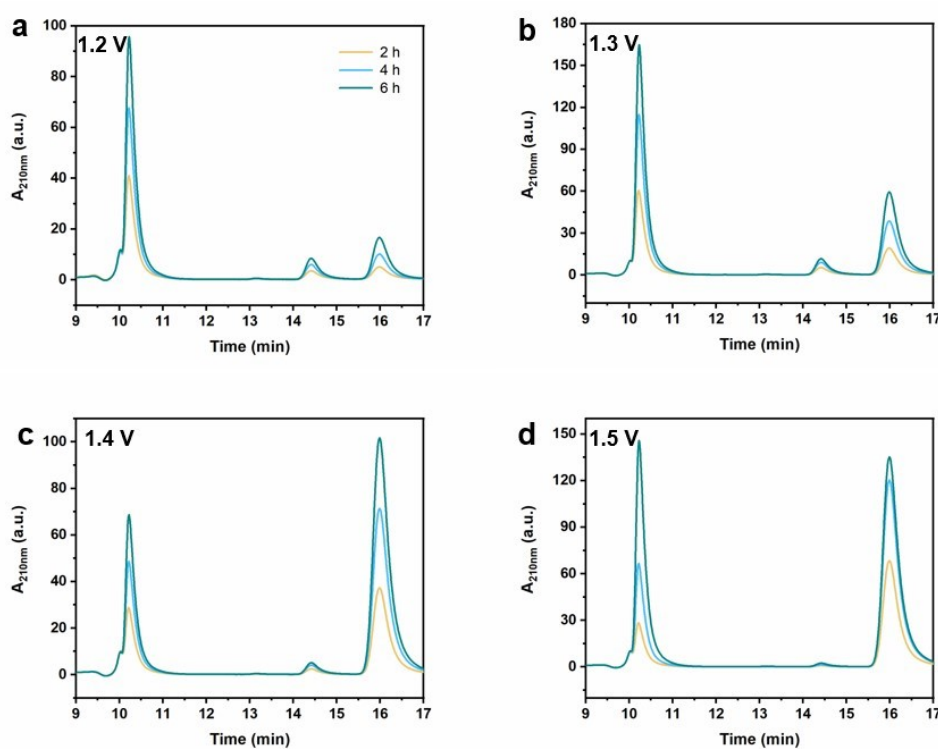 a
1.2 V
2 h
4 h
6 h
100
80
60
40
20
0
A210nm (a.u.)
9 10 11 12 13 14 15 16 17
Time (min)
b
1.3 V
180
150
120
90
60
30
0
A210nm (a.u.)
9 10 11 12 13 14 15 16 17
Time (min)
c
1.4 V
100
80
60
40
20
0
A210nm (a.u.)
9 10 11 12 13 14 15 16 17
Time (min)
d
1.5 V
150
120
90
60
30
0
A210nm (a.u.)
9 10 11 12 13 14 15 16 17
Time (min)